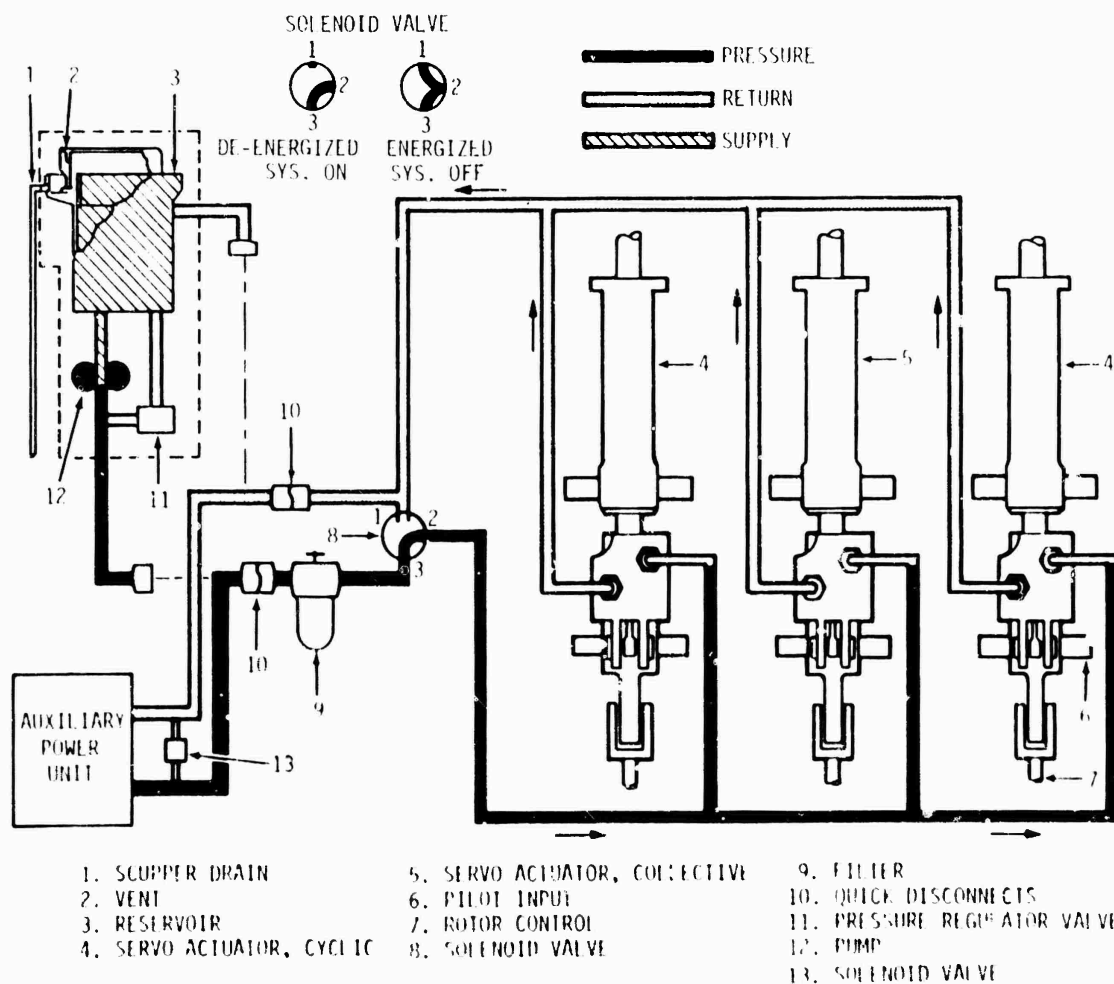 SOLENOID VALVE
1
1
2
2
3
3
DE-ENERGIZED
SYS. ON
ENERGIZED
SYS. OFF
PRESSURE
RETURN
SUPPLY
1
2
3
4
5
4
10
12
11
8
1
2
3
10
9
6
7
13
AUXILIARY
POWER
UNIT
1. SCUPPER DRAIN
2. VENT
3. RESERVOIR
4. SERVO ACTUATOR, CYCLIC
5. SERVO ACTUATOR, COLLECTIVE
6. PILOT INPUT
7. ROTOR CONTROL
8. SOLENOID VALVE
9. FILTER
10. QUICK DISCONNECTS
11. PRESSURE REGULATOR VALVE
12. PUMP
13. SOLENOID VALVE